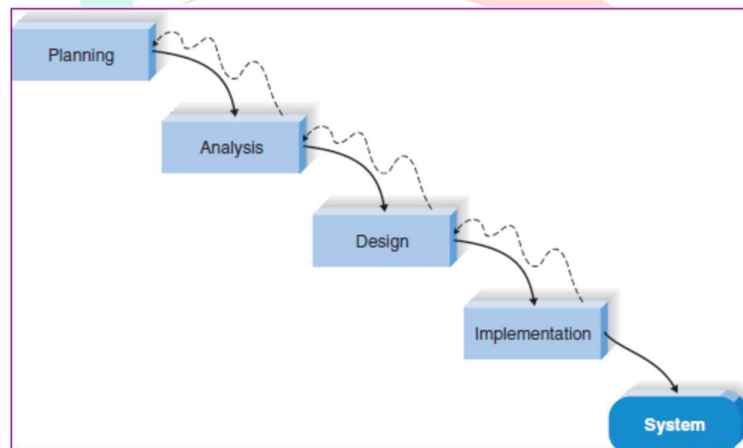 Planning
Analysis
Design
Implementation
System